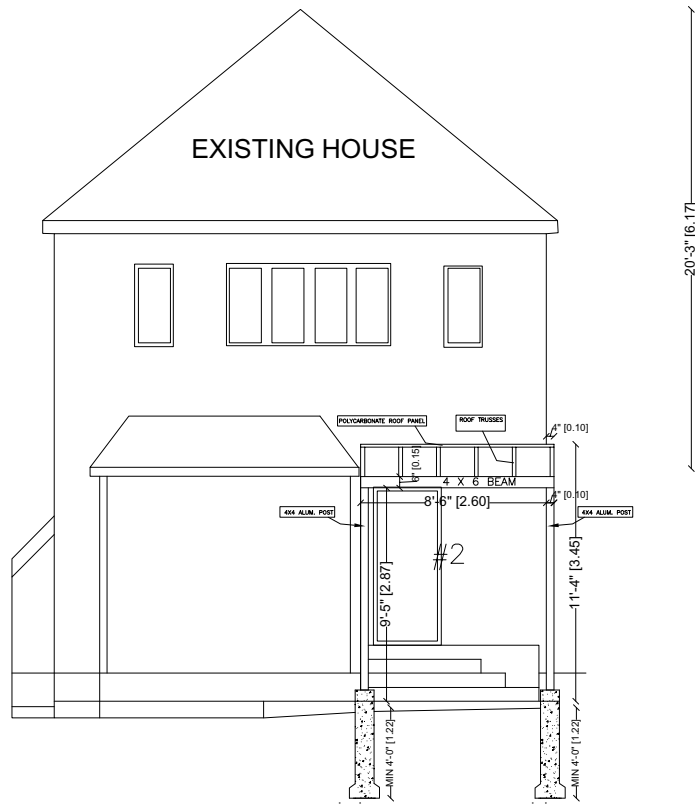 EXISTING HOUSE
20'-3" [6.17]
POLYCARBONATE ROOF PANEL
ROOF TRUSSES
4" [0.10]
6" [0.15]
4 X 6 BEAM
8'-6" [2.60]
4" [0.10]
4X4 ALUM. POST
4X4 ALUM. POST
#2
9'-5" [2.87]
11'-4" [3.45]
MIN 4'-0" [1.22]
MIN 4'-0" [1.22]